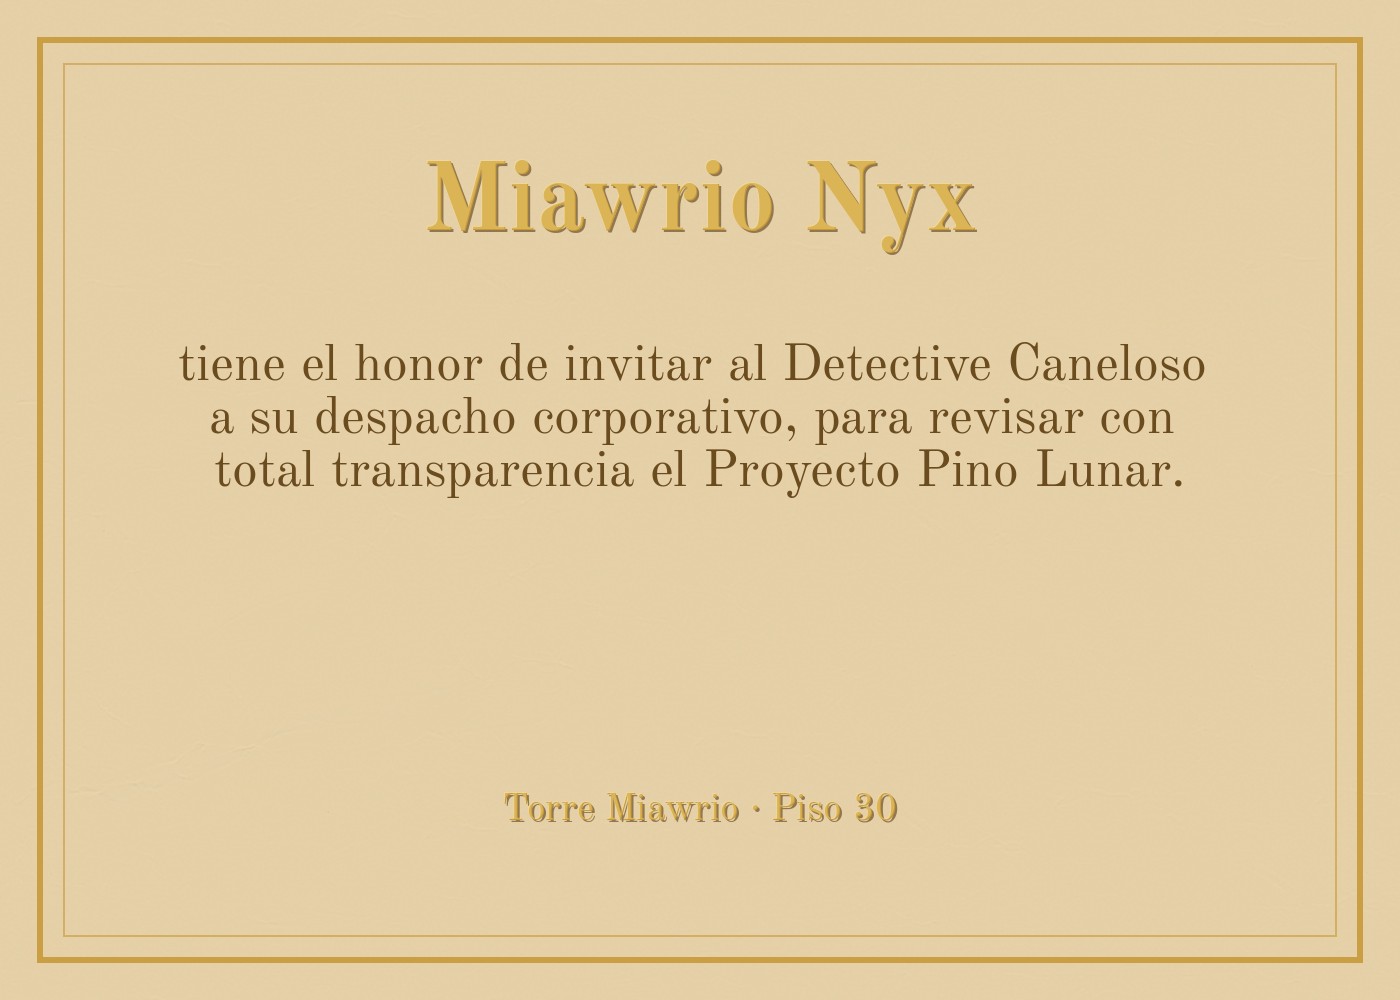 Miawrio Nyx
tiene el honor de invitar al Detective Caneloso
a su despacho corporativo, para revisar con
total transparencia el Proyecto Pino Lunar.
Torre Miawrio · Piso 30